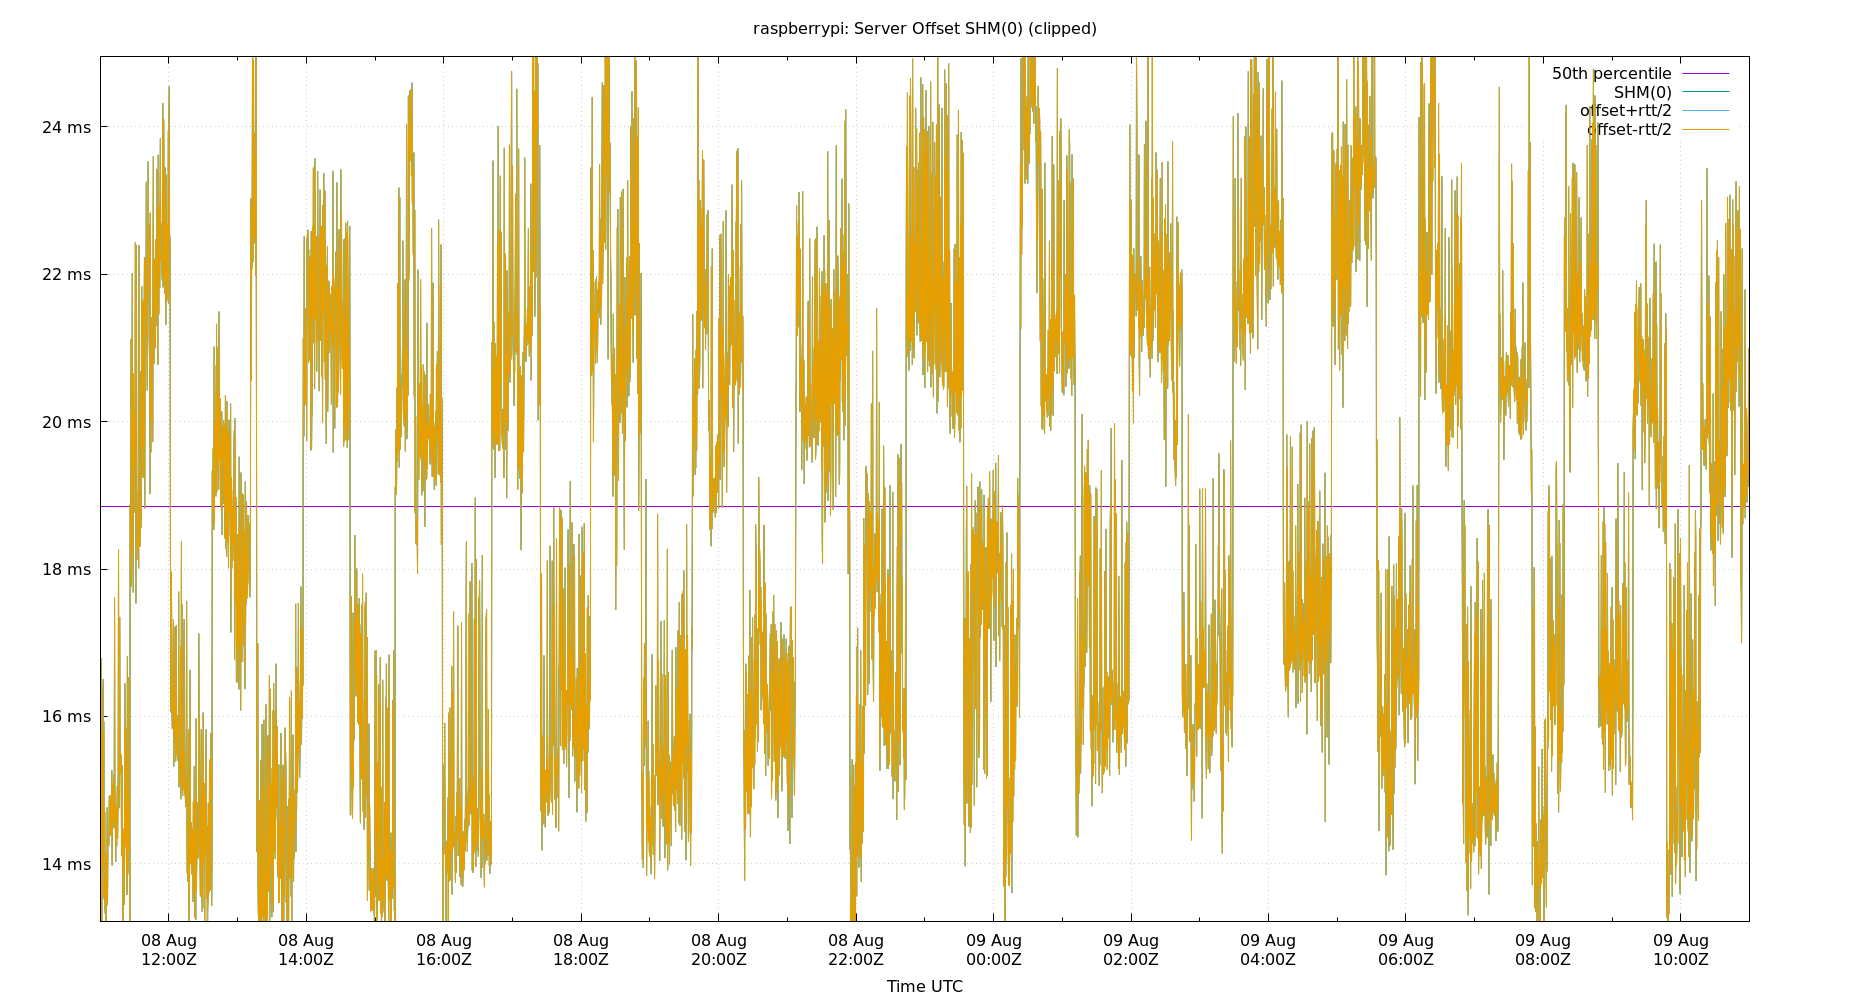 raspberrypi: Server Offset SHM(0) (clipped)
50th percentile
SHM(0)
offset+rtt/2
offset-rtt/2
24 ms
22 ms
20 ms
18 ms
16 ms
14 ms
08 Aug 08 Aug 08 Aug 08 Aug 08 Aug 08 Aug 09 Aug 09 Aug 09 Aug 09 Aug 09 Aug 09 Aug
12:00Z 14:00Z 16:00Z 18:00Z 20:00Z 22:00Z 00:00Z 02:00Z 04:00Z 06:00Z 08:00Z 10:00Z
Time UTC